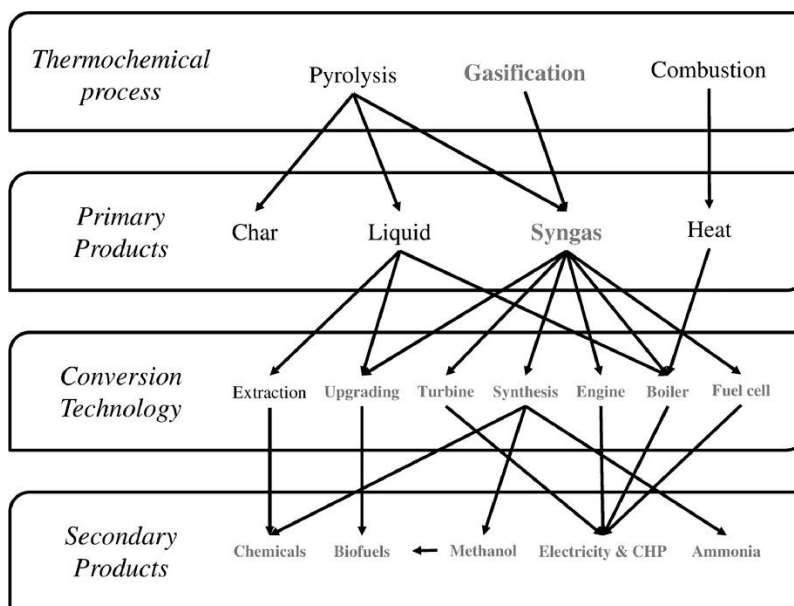 Thermochemical
process
Pyrolysis
Gasification
Combustion
Primary
Products
Char
Liquid
Syngas
Heat
Conversion
Technology
Extraction
Upgrading
Turbine
Synthesis
Engine
Boiler
Fuel cell
Secondary
Products
Chemicals
Biofuels
Methanol
Electricity & CHP
Ammonia